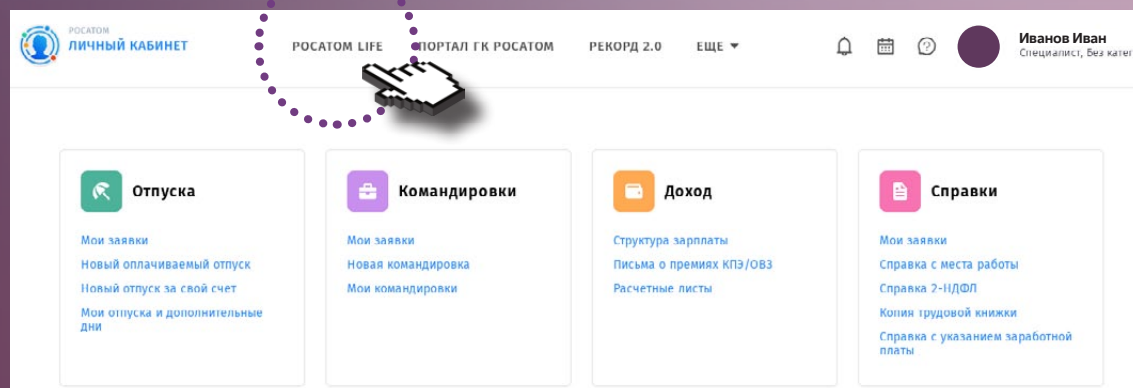 РОСАТОМ
ЛИЧНЫЙ КАБИНЕТ
РОСАТОМ LIFE
ПОРТАЛ ГК РОСАТОМ
РЕКОРД 2.0
ЕЩЕ
Иванов Иван
Специалист, Без катег
Отпуска
Мои заявки
Новый оплачиваемый отпуск
Новый отпуск за свой счет
Мои отпуска и дополнительные
дни
Командировки
Мои заявки
Новая командировка
Мои командировки
Доход
Структура зарплаты
Письма о премиях КПЭ/ОВЗ
Расчетные листы
Справки
Мои заявки
Справка с места работы
Справка 2-НДФЛ
Копия трудовой книжки
Справка с указанием заработной
платы